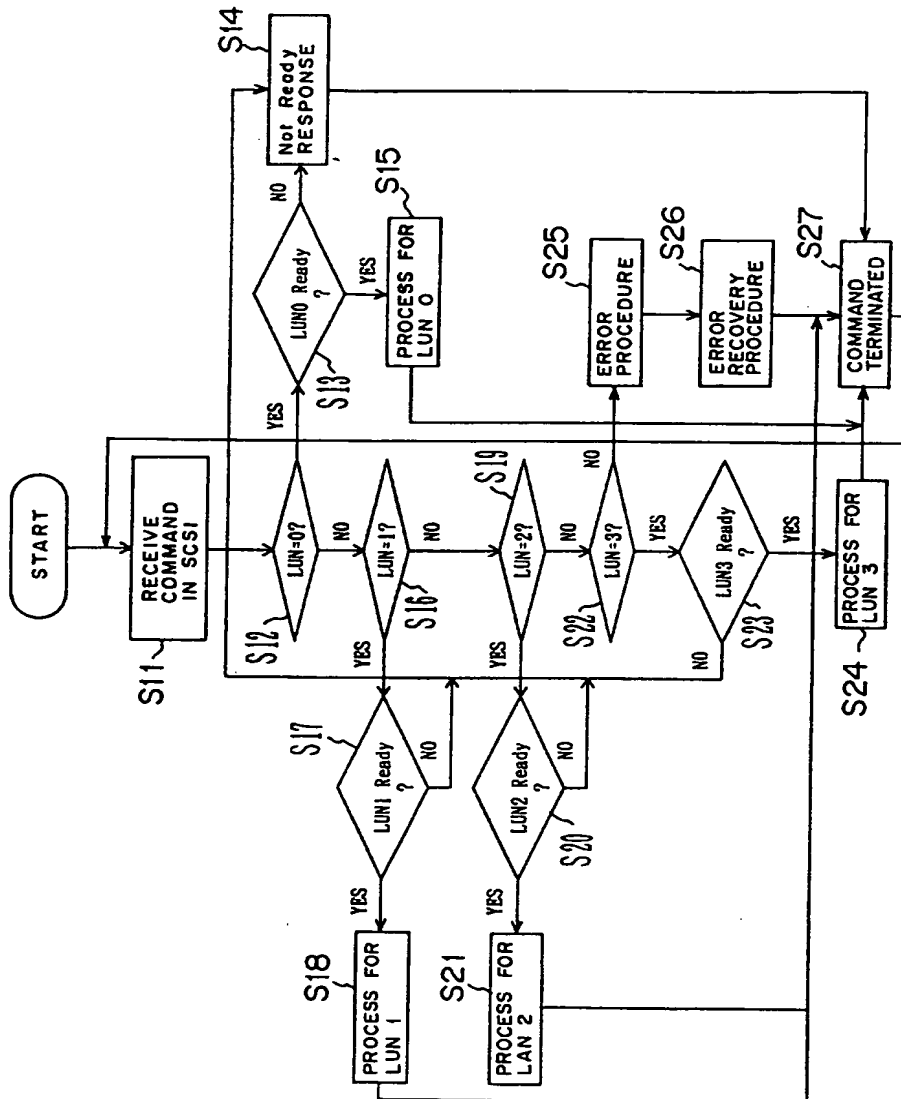 START
RECEIVE
COMMAND
IN SCSI
S11
LUN=0?
S12
YES
NO
LUN0 Ready
?
S13
NO
YES
Not Ready
RESPONSE
S14
PROCESS FOR
LUN 0
S15
LUN=1?
S16
YES
NO
LUN1 Ready
?
S17
NO
YES
PROCESS FOR
LUN 1
S18
LUN=2?
S19
YES
NO
LUN2 Ready
?
S20
NO
YES
PROCESS FOR
LAN 2
S21
LUN=3?
S22
NO
YES
ERROR
PROCEDURE
S25
ERROR
RECOVERY
PROCEDURE
S26
LUN3 Ready
?
S23
NO
YES
PROCESS FOR
LUN 3
S24
COMMAND
TERMINATED
S27